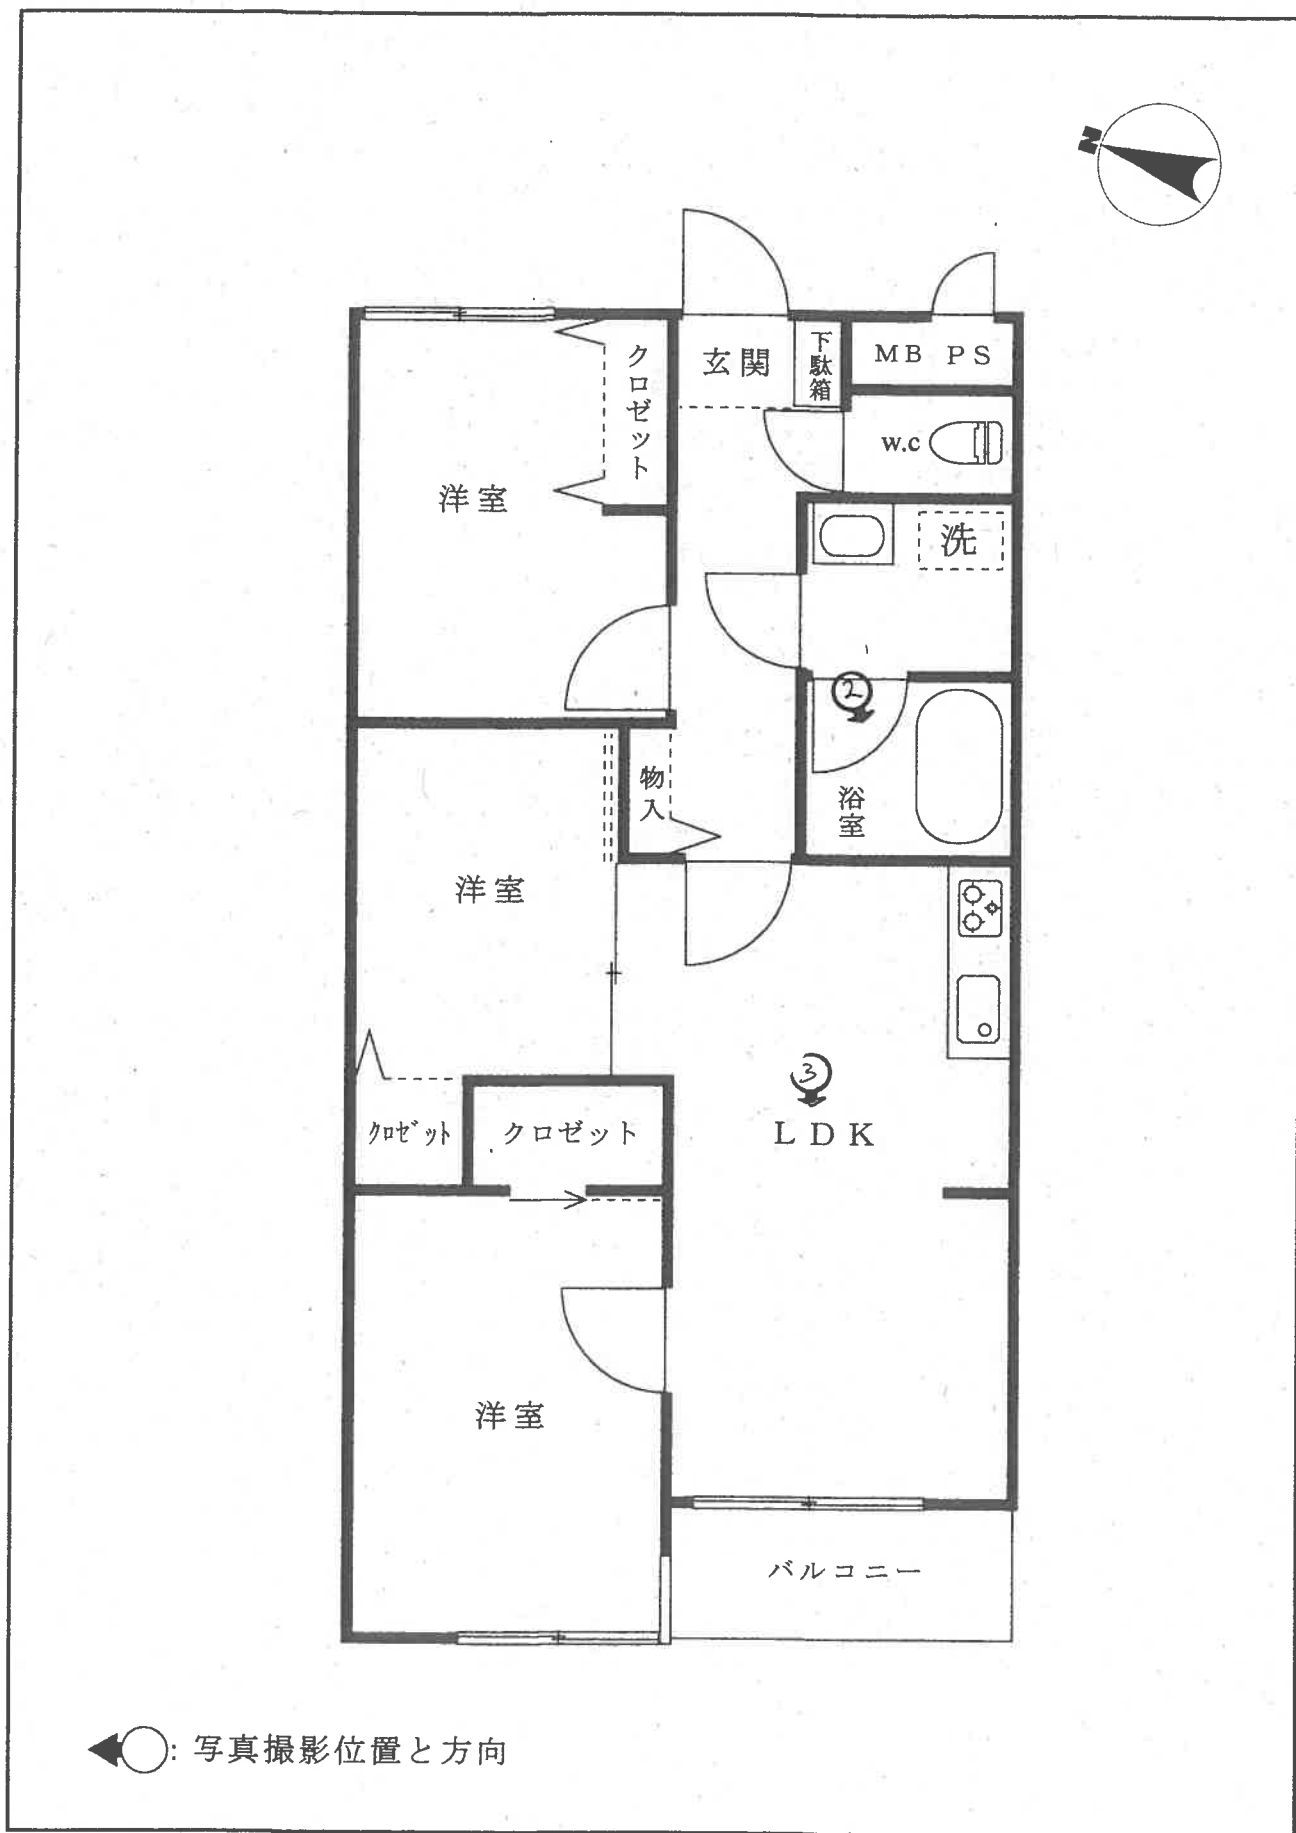 N
玄関
下駄箱
MB PS
クロゼット
w.c
洋室
洗
②
物入
浴室
洋室
③
LDK
クロゼット
クロゼット
洋室
バルコニー
: 写真撮影位置と方向